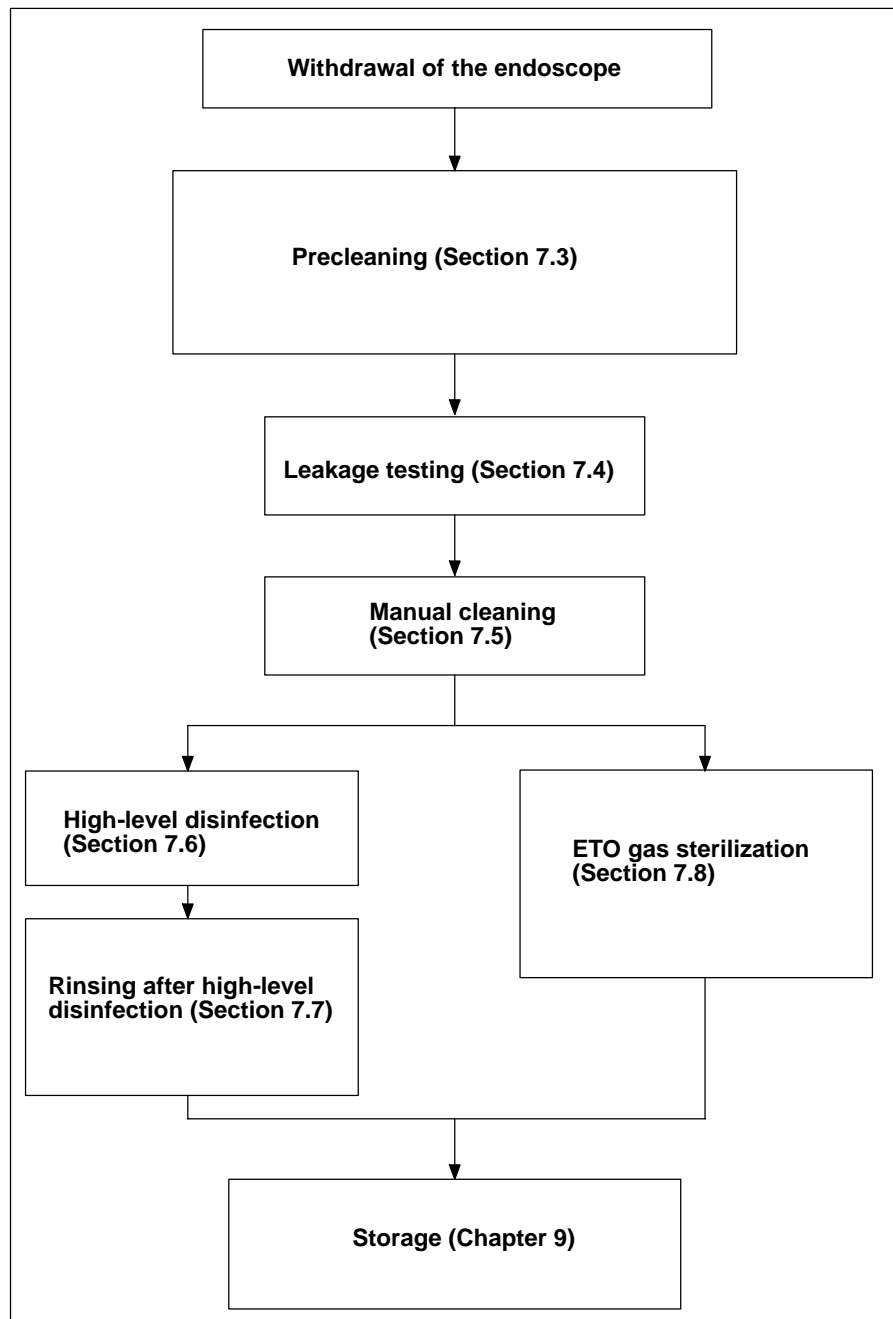 Withdrawal of the endoscope
Precleaning (Section 7.3)
Leakage testing (Section 7.4)
Manual cleaning
(Section 7.5)
High-level disinfection
(Section 7.6)
ETO gas sterilization
(Section 7.8)
Rinsing after high-level
disinfection (Section 7.7)
Storage (Chapter 9)